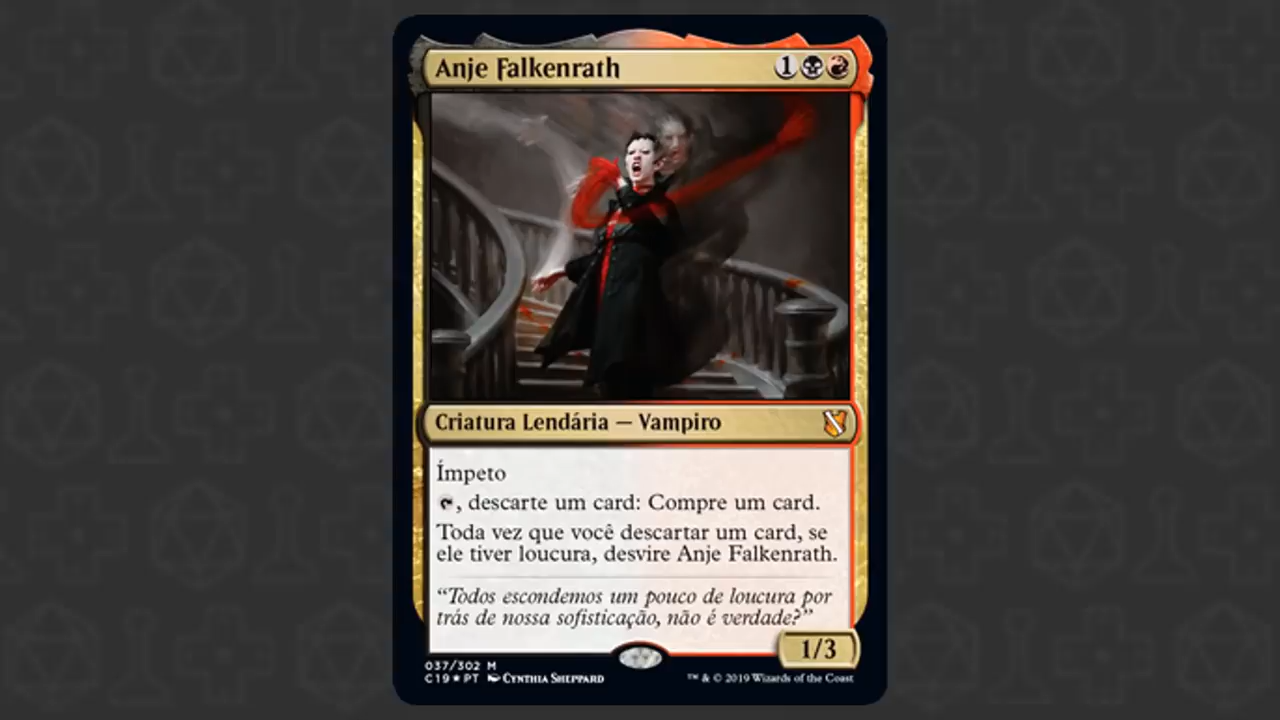 Anje Falkenrath 1
Criatura Lendária — Vampiro
Ímpeto
, descarte um card: Compre um card.
Toda vez que você descartar um card, se
ele tiver loucura, desvire Anje Falkenrath.
“Todos escondemos um pouco de loucura por
trás de nossa sofisticação, não é verdade?”
1/3
037/302 M
C19 ★ PT Cynthia Sheppard
™ & © 2019 Wizards of the Coast